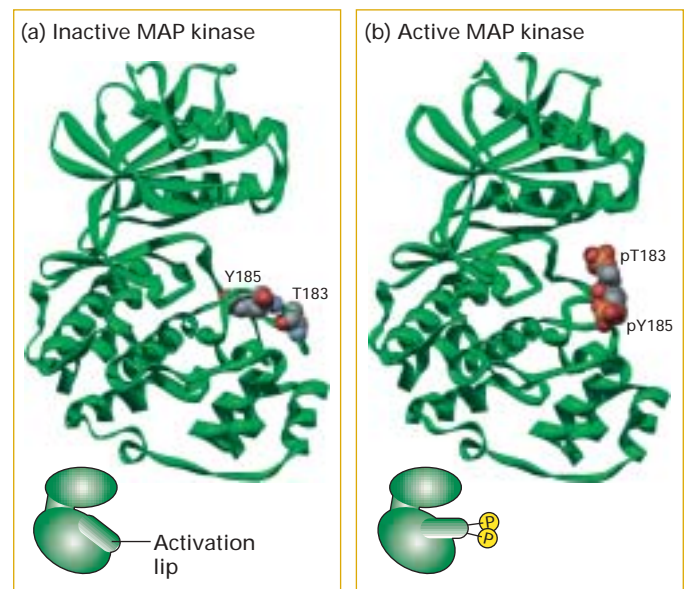 (a) Inactive MAP kinase
Y185
T183
Activation
lip
(b) Active MAP kinase
pT183
pY185
P
P